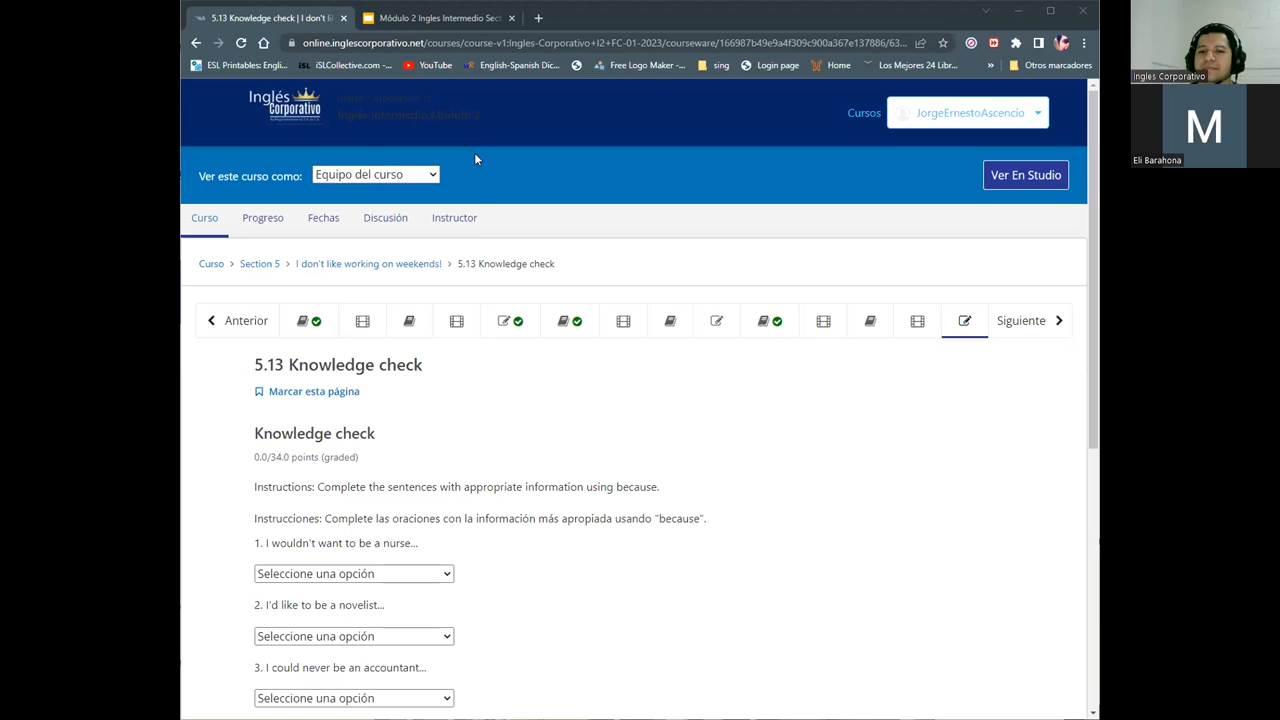 5.13 Knowledge check | I don't li
Módulo 2 Ingles Intermedio Sec
online.inglescorporativo.net/courses/course-v1:Ingles-Corporativo+I2+FC-01-2023/courseware/166987b49e9a4f309c900a367e137886/63...
ESL Printables: Engli...
iSLCollective.com -...
YouTube
English-Spanish Dic...
Free Logo Maker -...
sing
Login page
Home
Los Mejores 24 Libr...
»
Otros marcadores
Inglés
Corporativo
Inglés Intermedio Módulo 2
Cursos
JorgeErnestoAscencio
Ver este curso como:
Equipo del curso
Ver En Studio
Curso
Progreso
Fechas
Discusión
Instructor
Curso > Section 5 > I don't like working on weekends! > 5.13 Knowledge check
Anterior
Siguiente
5.13 Knowledge check
Marcar esta página
Knowledge check
0.0/34.0 points (graded)
Instructions: Complete the sentences with appropriate information using because.
Instrucciones: Complete las oraciones con la información más apropiada usando "because".
1. I wouldn't want to be a nurse...
Seleccione una opción
2. I'd like to be a novelist...
Seleccione una opción
3. I could never be an accountant...
Seleccione una opción
Ingles Corporativo
M
Eli Barahona